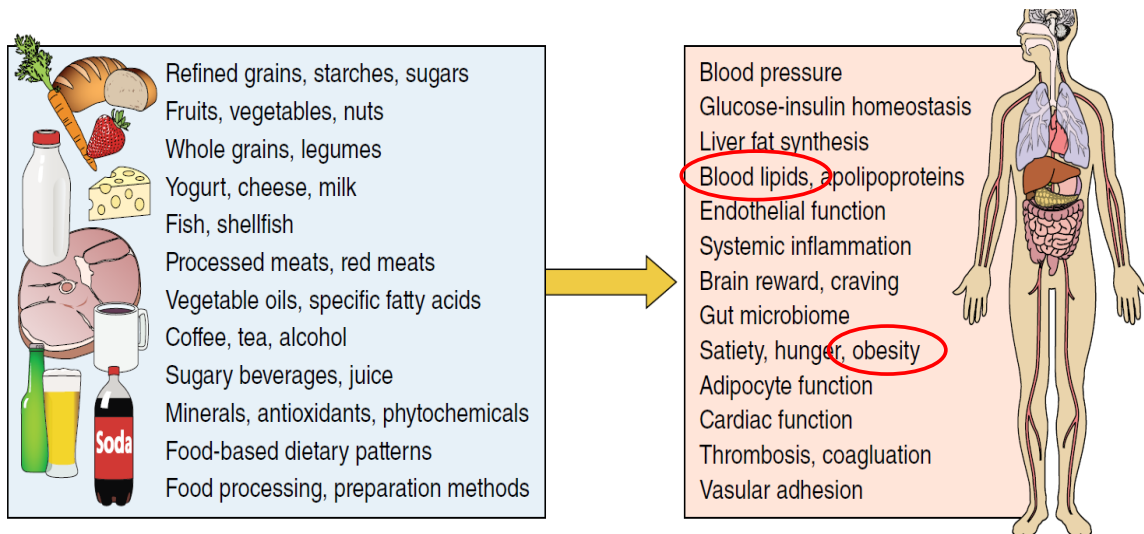 Refined grains, starches, sugars
Fruits, vegetables, nuts
Whole grains, legumes
Yogurt, cheese, milk
Fish, shellfish
Processed meats, red meats
Vegetable oils, specific fatty acids
Coffee, tea, alcohol
Sugary beverages, juice
Minerals, antioxidants, phytochemicals
Food-based dietary patterns
Food processing, preparation methods
Soda
Blood pressure
Glucose-insulin homeostasis
Liver fat synthesis
Blood lipids, apolipoproteins
Endothelial function
Systemic inflammation
Brain reward, craving
Gut microbiome
Satiety, hunger, obesity
Adipocyte function
Cardiac function
Thrombosis, coagluation
Vasular adhesion